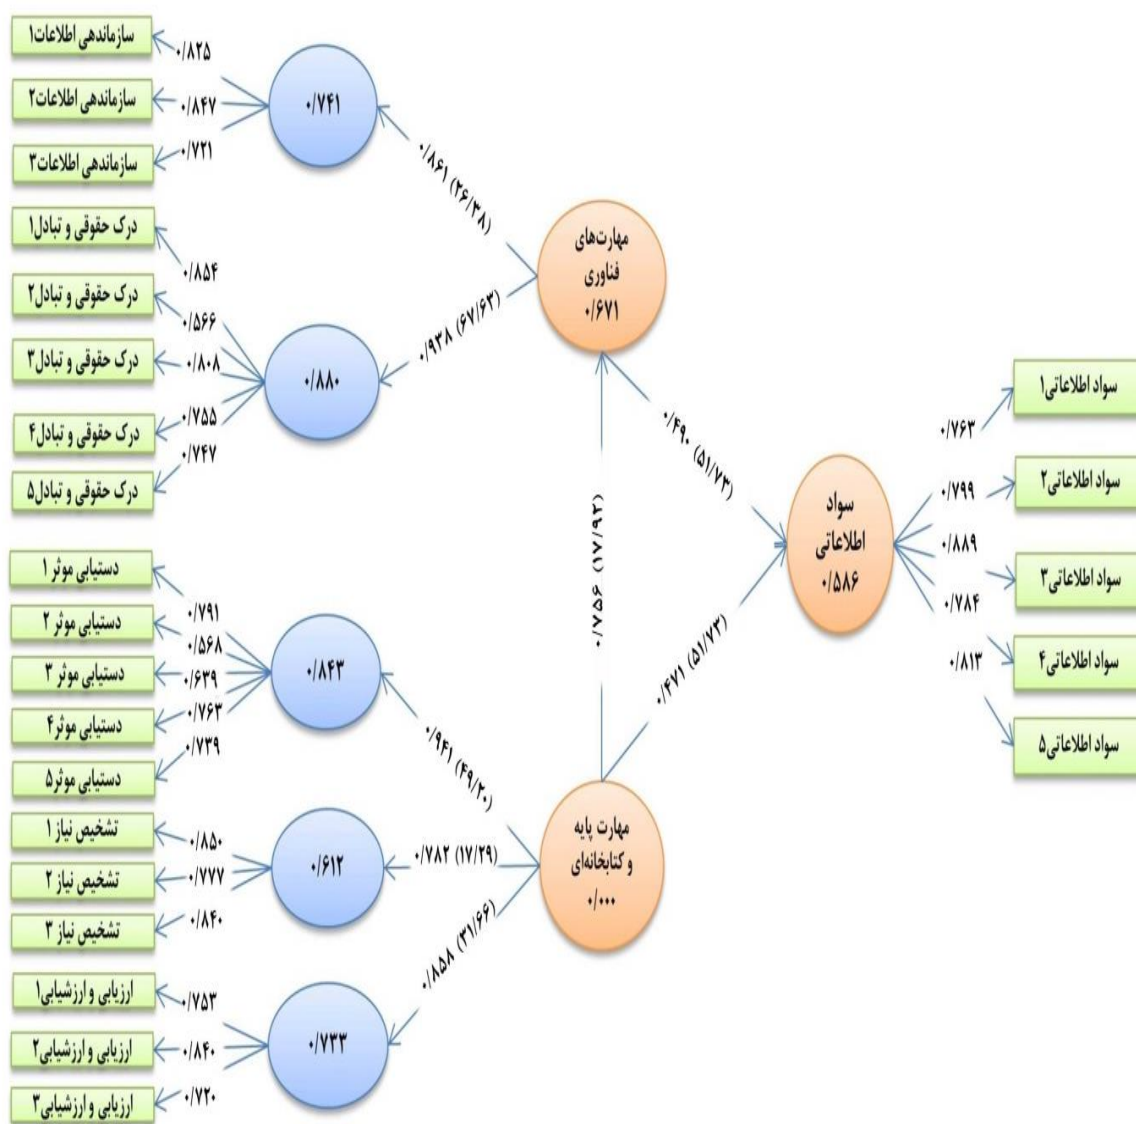 سازماندهی اطلاعات۱
۰/۸۲۵
سازماندهی اطلاعات۲
۰/۸۴۷
سازماندهی اطلاعات۳
۰/۷۲۱
۰/۷۴۱
درک حقوقی و تبادل۱
۰/۸۵۴
درک حقوقی و تبادل۲
۰/۵۶۶
درک حقوقی و تبادل۳
۰/۸۰۸
درک حقوقی و تبادل۴
۰/۷۵۵
درک حقوقی و تبادل۵
۰/۷۴۷
۰/۸۸۰
۰/۸۶۱ (۲۶/۳۸)
۰/۹۳۸ (۶۷/۶۳)
مهارت‌های
فناوری
۰/۶۷۱
۰/۴۹۰ (۵۱/۷۳)
۰/۷۵۶ (۱۷/۹۲)
۰/۴۷۱ (۵۱/۷۳)
سواد
اطلاعاتی
۰/۵۸۶
سواد اطلاعاتی۱
۰/۷۶۳
سواد اطلاعاتی۲
۰/۷۹۹
سواد اطلاعاتی۳
۰/۸۸۹
سواد اطلاعاتی۴
۰/۷۸۴
سواد اطلاعاتی۵
۰/۸۱۳
دستیابی موثر ۱
۰/۷۹۱
دستیابی موثر ۲
۰/۵۶۸
دستیابی موثر ۳
۰/۶۳۹
دستیابی موثر۴
۰/۷۶۳
دستیابی موثر۵
۰/۷۳۹
۰/۸۴۳
تشخیص نیاز ۱
۰/۸۵۰
تشخیص نیاز ۲
۰/۷۷۷
تشخیص نیاز ۳
۰/۸۴۰
۰/۶۱۲
ارزیابی و ارزشیابی۱
۰/۷۵۳
ارزیابی و ارزشیابی۲
۰/۸۴۰
ارزیابی و ارزشیابی۳
۰/۷۲۰
۰/۷۳۳
۰/۹۴۱ (۴۹/۲۰)
۰/۷۸۲ (۱۷/۲۹)
۰/۸۵۸ (۳۱/۶۶)
مهارت پایه
و کتابخانه‌ای
۰/۰۰۰